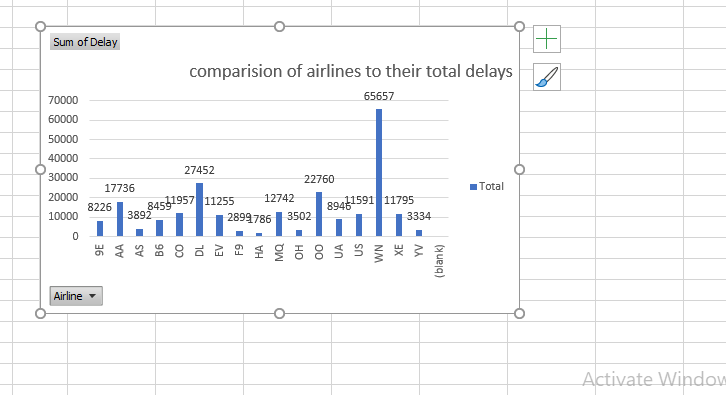 Sum of Delay
comparision of airlines to their total delays
70000
60000
50000
40000
30000
20000
10000
0
8226
17736
3892
8459
11957
27452
11255
2899
1786
12742
3502
22760
8946
11591
65657
11795
3334
9E
AA
AS
B6
CO
DL
EV
F9
HA
MQ
OH
OO
UA
US
WN
XE
YV
(blank)
Total
Airline
Activate Window